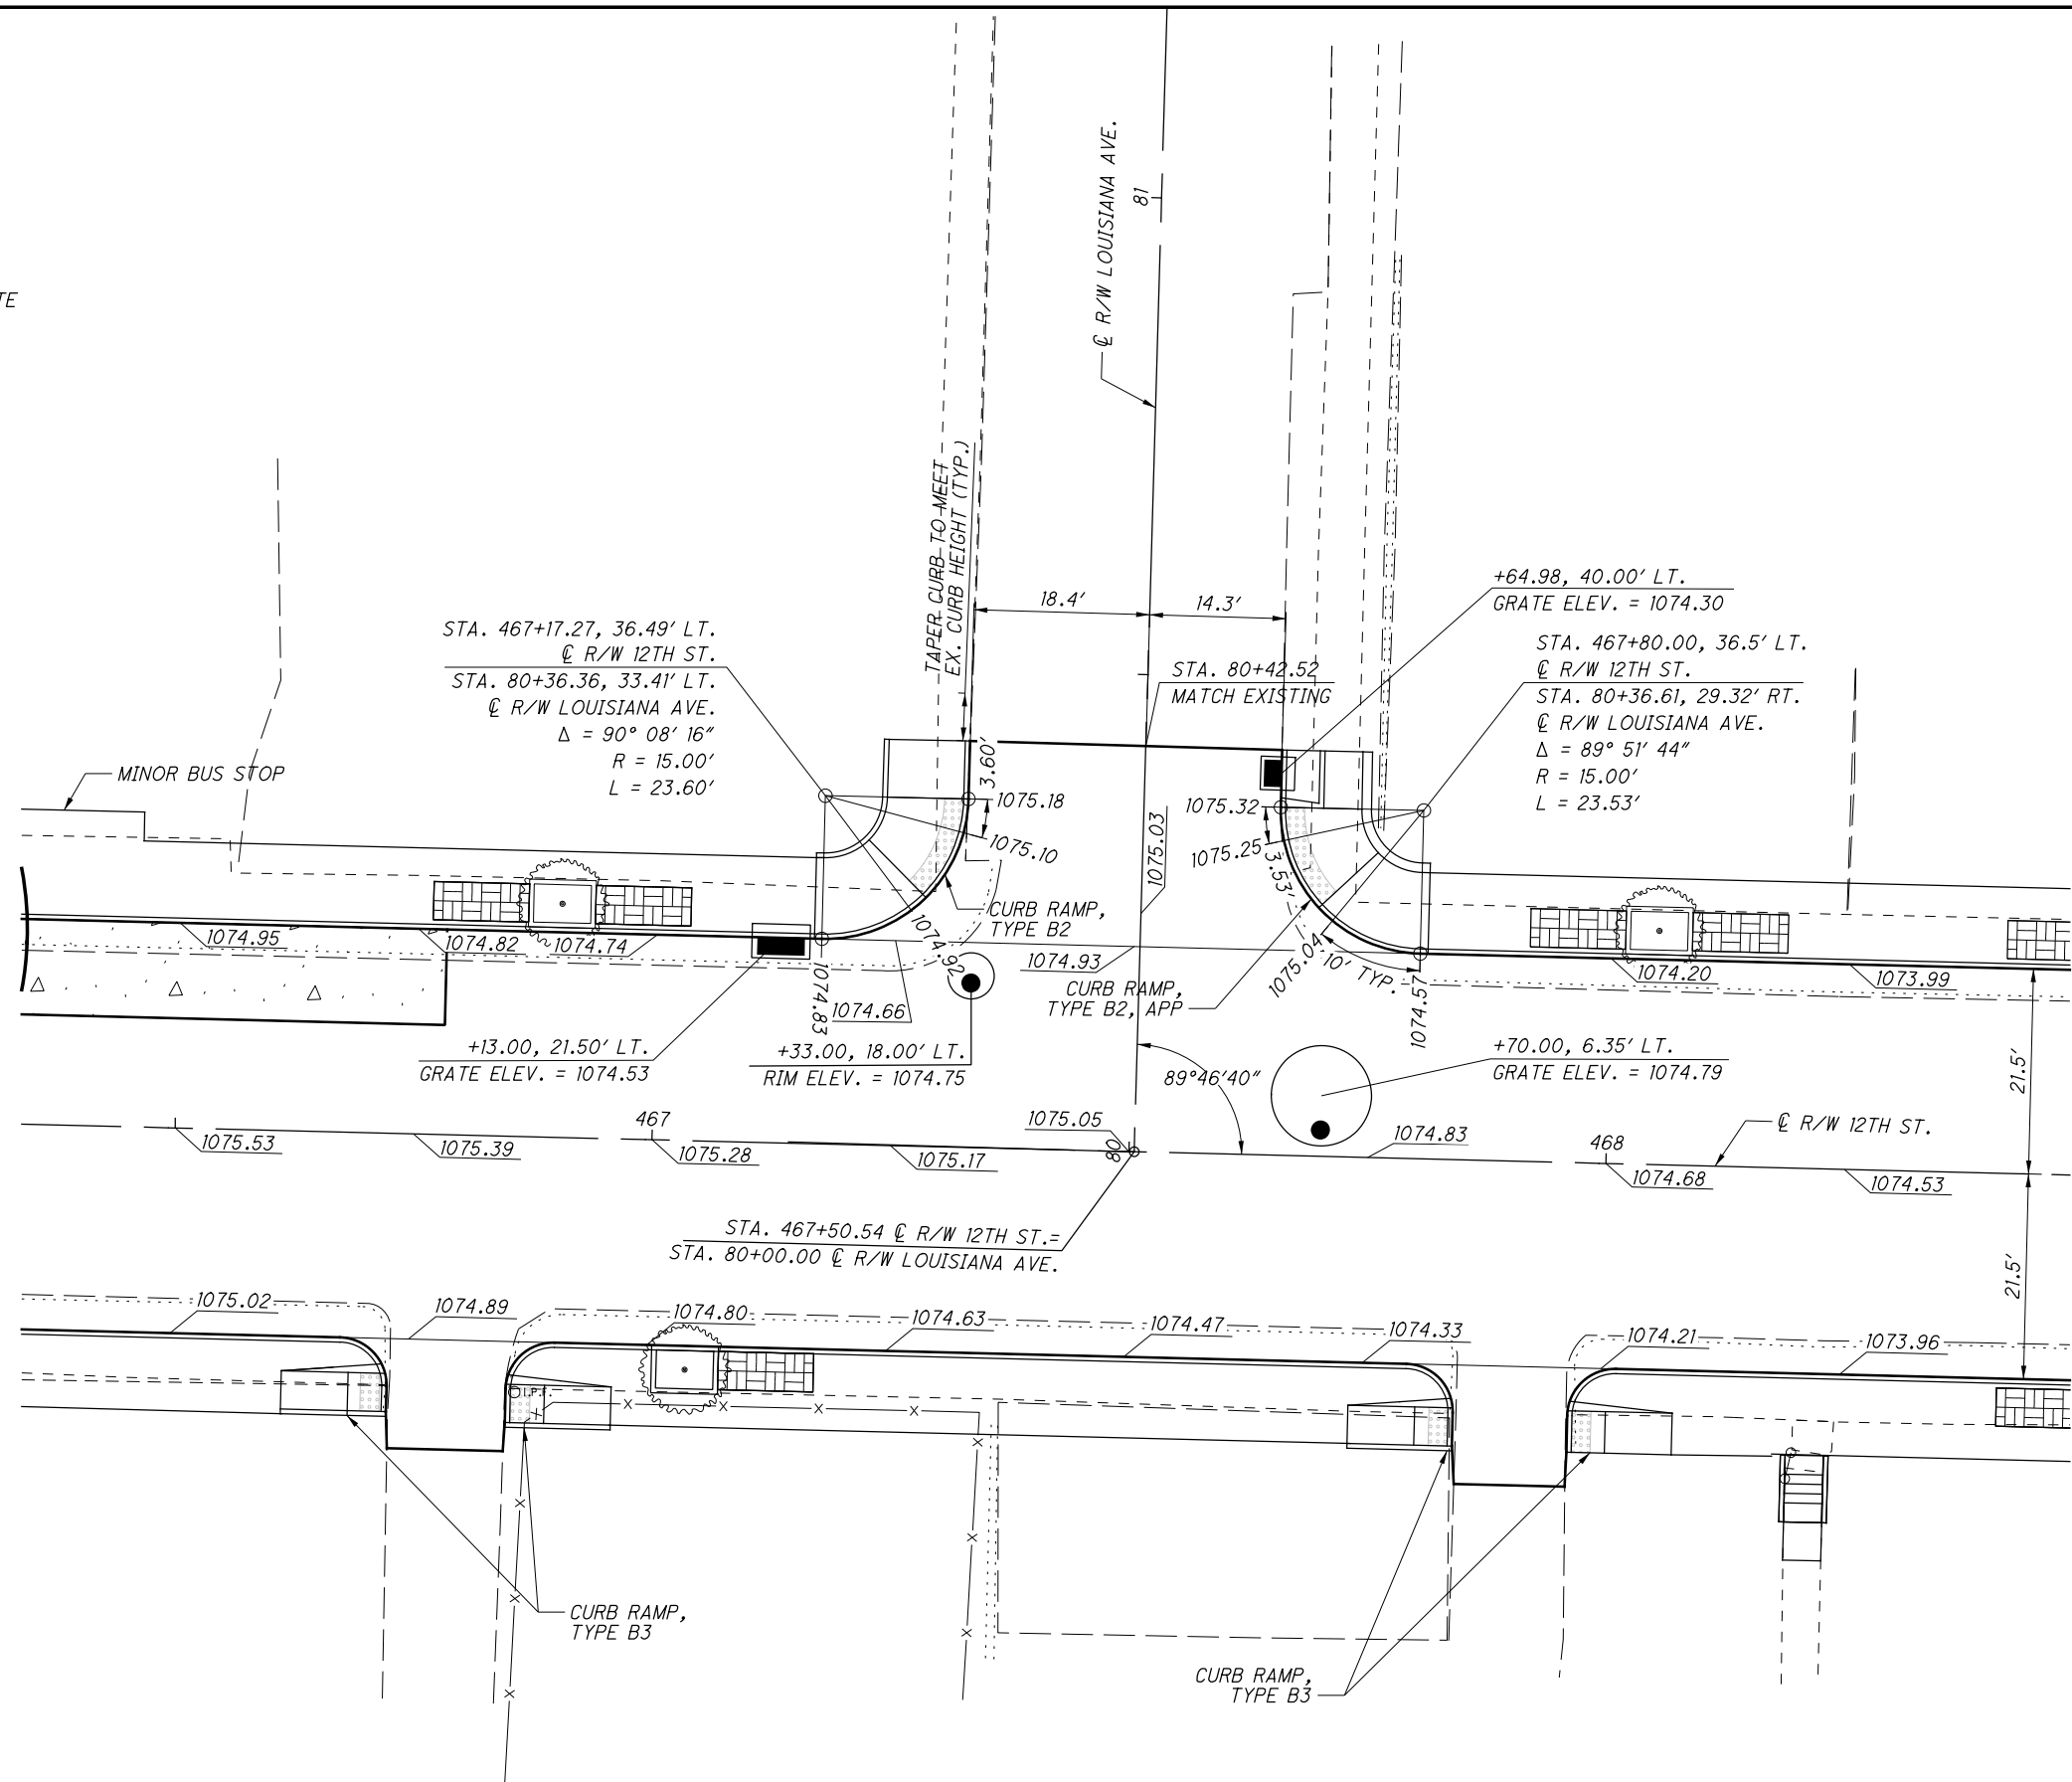 TE
℄ R/W LOUISIANA AVE.
81
TAPER CURB TO MEET
EX. CURB HEIGHT (TYP.)
18.4'
14.3'
+64.98, 40.00' LT.
GRATE ELEV. = 1074.30
STA. 467+17.27, 36.49' LT.
℄ R/W 12TH ST.
STA. 80+36.36, 33.41' LT.
℄ R/W LOUISIANA AVE.
Δ = 90° 08' 16"
R = 15.00'
L = 23.60'
STA. 467+80.00, 36.5' LT.
℄ R/W 12TH ST.
STA. 80+36.61, 29.32' RT.
℄ R/W LOUISIANA AVE.
Δ = 89° 51' 44"
R = 15.00'
L = 23.53'
STA. 80+42.52
MATCH EXISTING
MINOR BUS STOP
3.60'
1075.18
1075.10
1075.32
1075.25
3.53'
1075.03
CURB RAMP,
TYPE B2
1074.92
1074.95
1074.82
1074.74
1074.83
1074.66
1074.93
CURB RAMP,
TYPE B2, APP
1075.04
10' TYP.
1074.57
1074.20
1073.99
+13.00, 21.50' LT.
GRATE ELEV. = 1074.53
+33.00, 18.00' LT.
RIM ELEV. = 1074.75
89°46'40"
+70.00, 6.35' LT.
GRATE ELEV. = 1074.79
21.5'
1075.53
1075.39
467
1075.28
1075.17
1075.05
80
1074.83
468
1074.68
℄ R/W 12TH ST.
1074.53
STA. 467+50.54 ℄ R/W 12TH ST.=
STA. 80+00.00 ℄ R/W LOUISIANA AVE.
21.5'
1075.02
1074.89
1074.80
1074.63
1074.47
1074.33
1074.21
1073.96
I.P.F.
X X X X
X
X
X
X
X
X
CURB RAMP,
TYPE B3
CURB RAMP,
TYPE B3